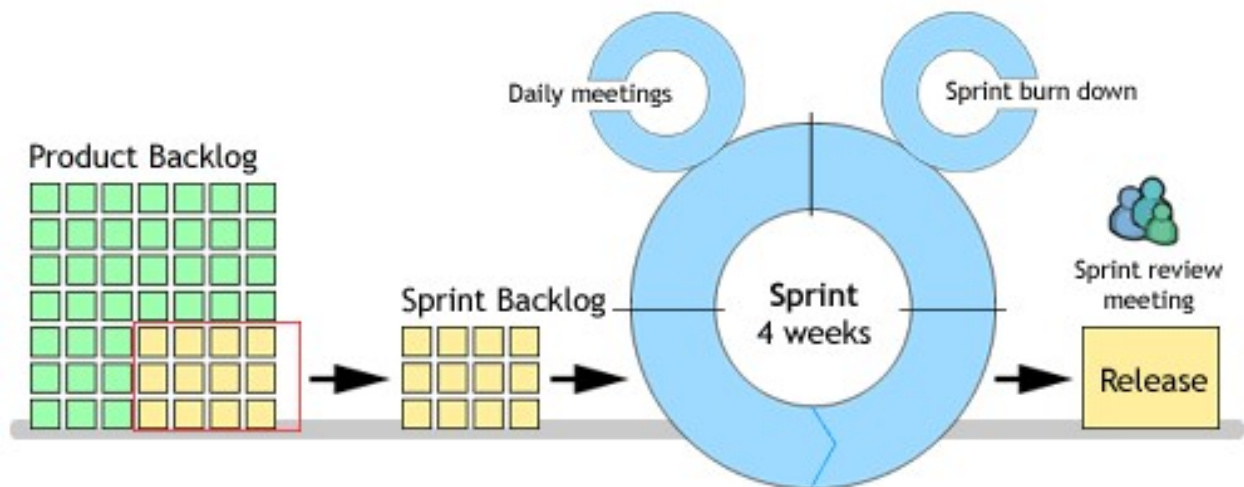 Daily meetings
Sprint burn down
Product Backlog
Sprint Backlog
Sprint
4 weeks
Sprint review
meeting
Release